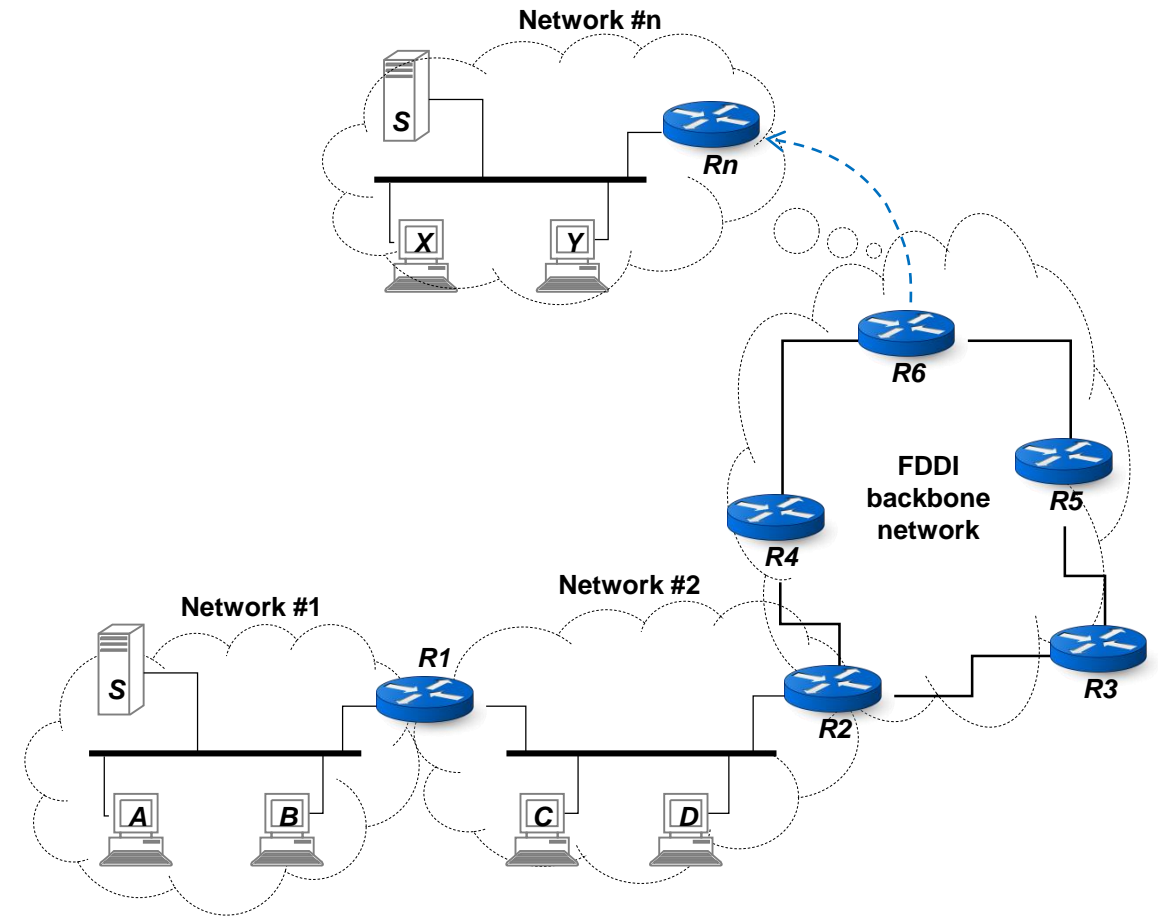 Network #n
S
Rn
X
Y
R6
FDDI
backbone
network
R5
R4
Network #2
Network #1
R1
S
R3
R2
A
B
C
D